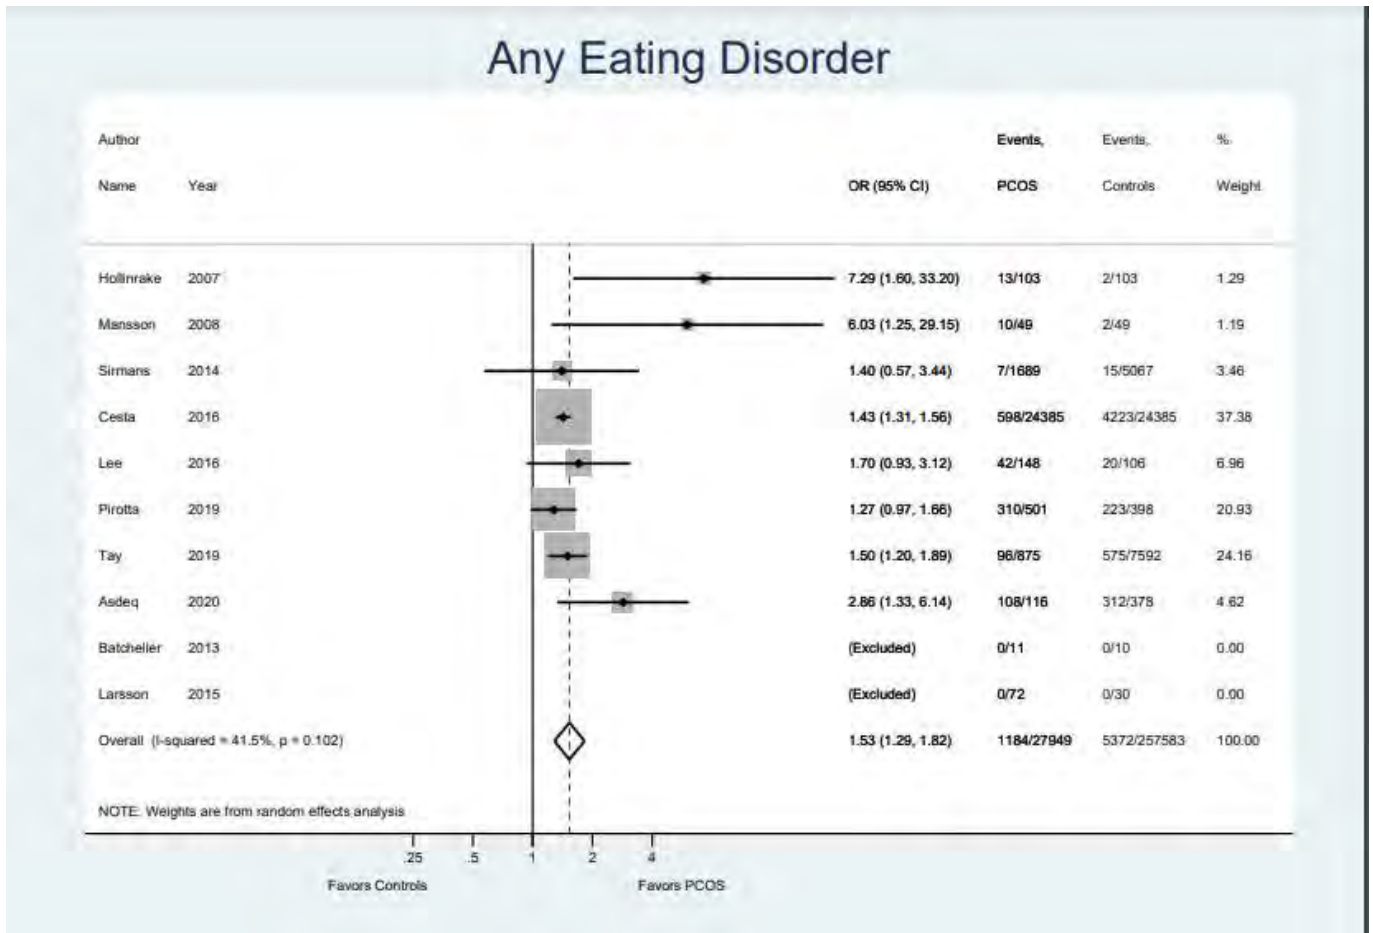 Any Eating Disorder
Author Events, Events, %
Name Year OR (95% CI) PCOS Controls Weight
Hollinrake 2007 7.29 (1.60, 33.20) 13/103 2/103 1.29
Mansson 2008 6.03 (1.25, 29.15) 10/49 2/49 1.19
Sirmans 2014 1.40 (0.57, 3.44) 7/1689 15/5067 3.46
Cesta 2016 1.43 (1.31, 1.56) 598/24385 4223/24385 37.38
Lee 2016 1.70 (0.93, 3.12) 42/148 20/106 6.96
Pirotta 2019 1.27 (0.97, 1.66) 310/501 223/398 20.93
Tay 2019 1.50 (1.20, 1.89) 96/875 575/7592 24.16
Asdeq 2020 2.86 (1.33, 6.14) 108/116 312/378 4.62
Batcheller 2013 (Excluded) 0/11 0/10 0.00
Larsson 2015 (Excluded) 0/72 0/30 0.00
Overall (I-squared = 41.5%, p = 0.102) 1.53 (1.29, 1.82) 1184/27949 5372/257583 100.00
NOTE: Weights are from random effects analysis
.25 .5 1 2 4
Favors Controls Favors PCOS